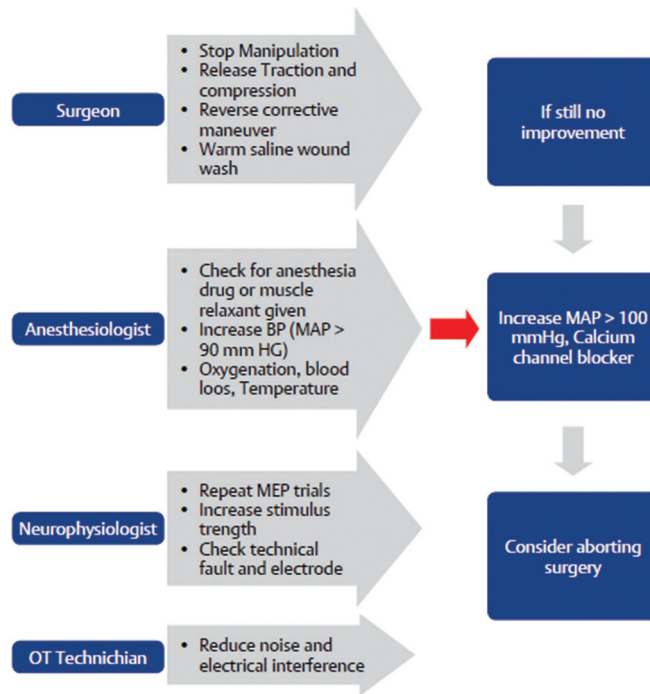 Surgeon
• Stop Manipulation
• Release Traction and
compression
• Reverse corrective
maneuver
• Warm saline wound
wash
Anesthesiologist
• Check for anesthesia
drug or muscle
relaxant given
• Increase BP (MAP >
90 mm HG)
• Oxygenation, blood
loos, Temperature
Neurophysiologist
• Repeat MEP trials
• Increase stimulus
trength
• Check technical
fault and electrode
OT Technichian
• Reduce noise and
electrical interference
If still no
improvement
Increase MAP > 100
mmHg, Calcium
channel blocker
Consider aborting
surgery